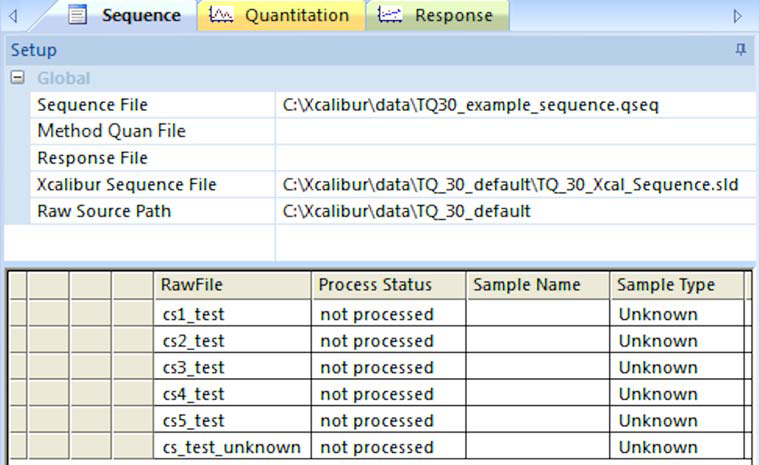 Sequence Quantitation Response
Setup
Global
Sequence File C:\Xcalibur\data\TQ30_example_sequence.qseq
Method Quan File
Response File
Xcalibur Sequence File C:\Xcalibur\data\TQ_30_default\TQ_30_Xcal_Sequence.sld
Raw Source Path C:\Xcalibur\data\TQ_30_default
RawFile Process Status Sample Name Sample Type
cs1_test not processed Unknown
cs2_test not processed Unknown
cs3_test not processed Unknown
cs4_test not processed Unknown
cs5_test not processed Unknown
cs_test_unknown not processed Unknown